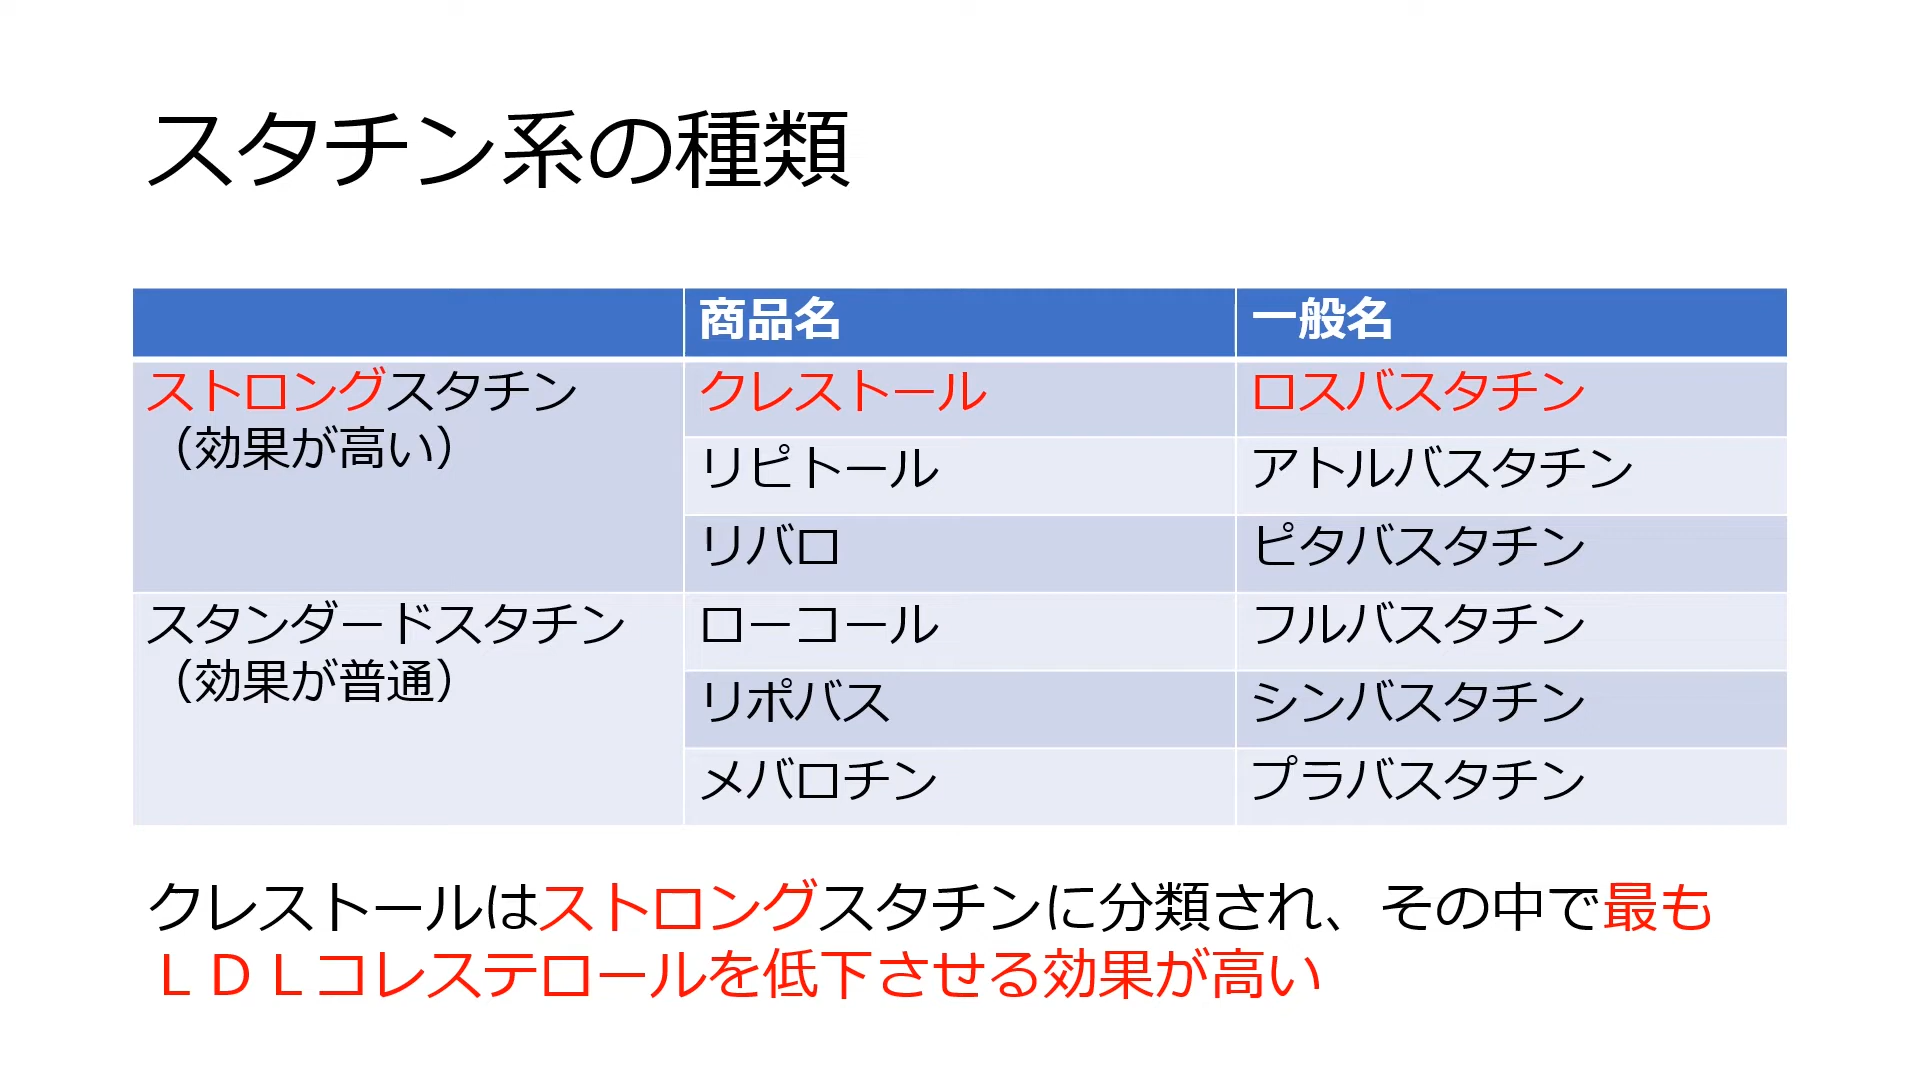 スタチン系の種類
商品名 一般名
ストロングスタチン クレストール ロスバスタチン
（効果が高い）
リピトール アトルバスタチン
リバロ ピタバスタチン
スタンダードスタチン ローコール フルバスタチン
（効果が普通）
リポバス シンバスタチン
メバロチン プラバスタチン
クレストールはストロングスタチンに分類され、その中で最も
ＬＤＬコレステロールを低下させる効果が高い